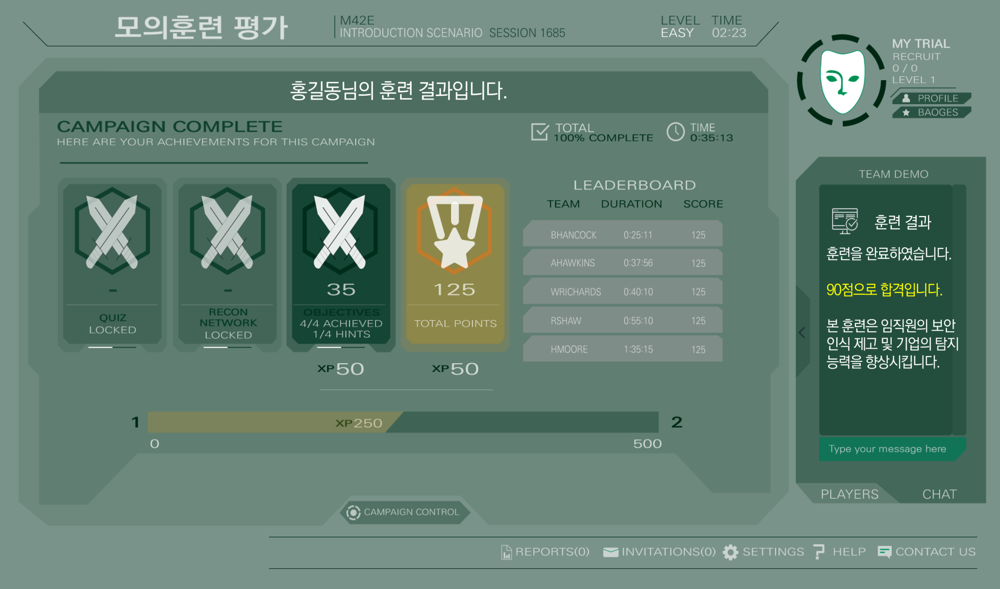 모의훈련 평가
M42E
INTRODUCTION SCENARIO SESSION 1685
LEVEL TIME
EASY 02:23
MY TRIAL
RECRUIT
0 / 0
LEVEL 1
PROFILE
BAOGES
홍길동님의 훈련 결과입니다.
CAMPAIGN COMPLETE
HERE ARE YOUR ACHIEVEMENTS FOR THIS CAMPAIGN
TOTAL
100% COMPLETE
TIME
0:35:13
-
QUIZ
LOCKED
-
RECON
NETWORK
LOCKED
35
OBJECTIVES
4/4 ACHIEVED
1/4 HINTS
125
TOTAL POINTS
XP50
XP50
LEADERBOARD
TEAM DURATION SCORE
BHANCOCK 0:25:11 125
AHAWKINS 0:37:56 125
WRICHARDS 0:40:10 125
RSHAW 0:55:10 125
HMOORE 1:35:15 125
1 XP250 2
0 500
CAMPAIGN CONTROL
TEAM DEMO
훈련 결과
훈련을 완료하였습니다.
90점으로 합격입니다.
본 훈련은 임직원의 보안
인식 제고 및 기업의 탐지
능력을 향상시킵니다.
Type your message here
PLAYERS CHAT
REPORTS(0) INVITATIONS(0) SETTINGS HELP CONTACT US